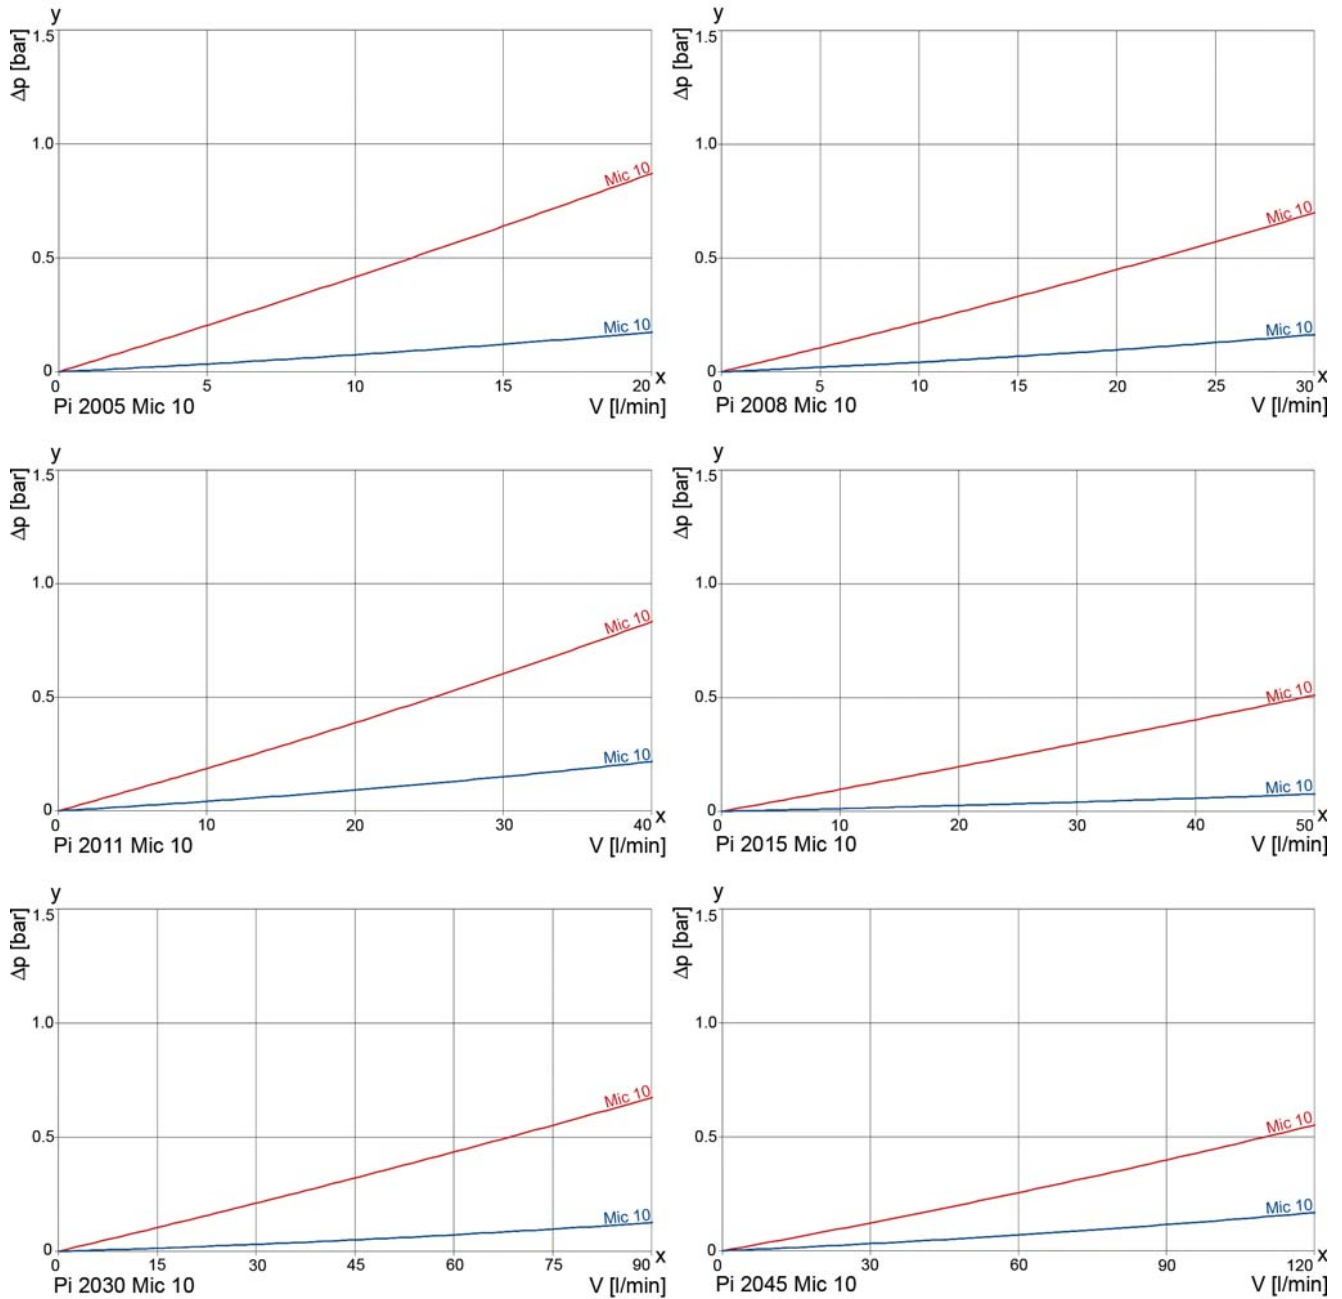 y
Δp [bar]
1.5
1.0
0.5
0
Mic 10
Mic 10
0 5 10 15 20 x
Pi 2005 Mic 10 V [l/min]
y
Δp [bar]
1.5
1.0
0.5
0
Mic 10
Mic 10
0 5 10 15 20 25 30 x
Pi 2008 Mic 10 V [l/min]
y
Δp [bar]
1.5
1.0
0.5
0
Mic 10
Mic 10
0 10 20 30 40 x
Pi 2011 Mic 10 V [l/min]
y
Δp [bar]
1.5
1.0
0.5
0
Mic 10
Mic 10
0 10 20 30 40 50 x
Pi 2015 Mic 10 V [l/min]
y
Δp [bar]
1.5
1.0
0.5
0
Mic 10
Mic 10
0 15 30 45 60 75 90 x
Pi 2030 Mic 10 V [l/min]
y
Δp [bar]
1.5
1.0
0.5
0
Mic 10
Mic 10
0 30 60 90 120 x
Pi 2045 Mic 10 V [l/min]